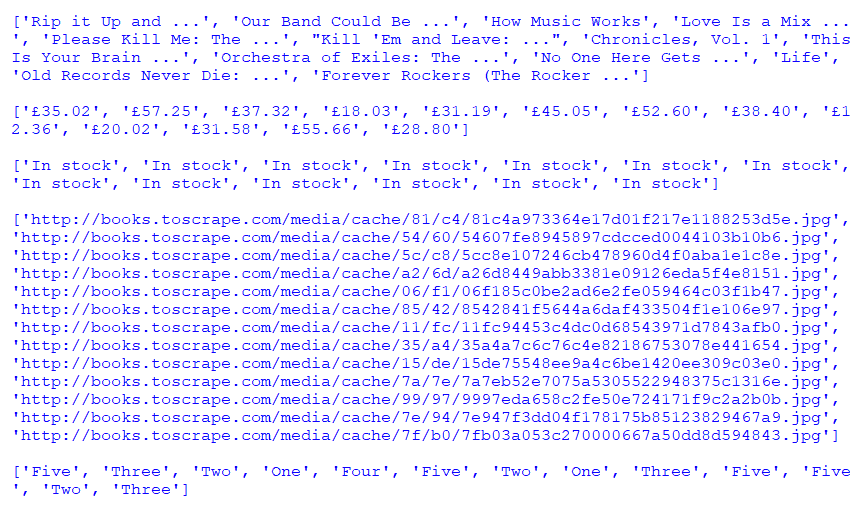 ['Rip it Up and ...', 'Our Band Could Be ...', 'How Music Works', 'Love Is a Mix ...
', 'Please Kill Me: The ...', "Kill 'Em and Leave: ...", 'Chronicles, Vol. 1', 'This
Is Your Brain ...', 'Orchestra of Exiles: The ...', 'No One Here Gets ...', 'Life',
'Old Records Never Die: ...', 'Forever Rockers (The Rocker ...']
['£35.02', '£57.25', '£37.32', '£18.03', '£31.19', '£45.05', '£52.60', '£38.40', '£1
2.36', '£20.02', '£31.58', '£55.66', '£28.80']
['In stock', 'In stock', 'In stock', 'In stock', 'In stock', 'In stock', 'In stock',
'In stock', 'In stock', 'In stock', 'In stock', 'In stock', 'In stock']
['http://books.toscrape.com/media/cache/81/c4/81c4a973364e17d01f217e1188253d5e.jpg',
'http://books.toscrape.com/media/cache/54/60/54607fe8945897cdcced0044103b10b6.jpg',
'http://books.toscrape.com/media/cache/5c/c8/5cc8e107246cb478960d4f0aba1e1c8e.jpg',
'http://books.toscrape.com/media/cache/a2/6d/a26d8449abb3381e09126eda5f4e8151.jpg',
'http://books.toscrape.com/media/cache/06/f1/06f185c0be2ad6e2fe059464c03f1b47.jpg',
'http://books.toscrape.com/media/cache/85/42/8542841f5644a6daf433504f1e106e97.jpg',
'http://books.toscrape.com/media/cache/11/fc/11fc94453c4dc0d68543971d7843afb0.jpg',
'http://books.toscrape.com/media/cache/35/a4/35a4a7c6c76c4e82186753078e441654.jpg',
'http://books.toscrape.com/media/cache/15/de/15de75548ee9a4c6be1420ee309c03e0.jpg',
'http://books.toscrape.com/media/cache/7a/7e/7a7eb52e7075a5305522948375c1316e.jpg',
'http://books.toscrape.com/media/cache/99/97/9997eda658c2fe50e724171f9c2a2b0b.jpg',
'http://books.toscrape.com/media/cache/7e/94/7e947f3dd04f178175b85123829467a9.jpg',
'http://books.toscrape.com/media/cache/7f/b0/7fb03a053c270000667a50dd8d594843.jpg']
['Five', 'Three', 'Two', 'One', 'Four', 'Five', 'Two', 'One', 'Three', 'Five', 'Five
', 'Two', 'Three']